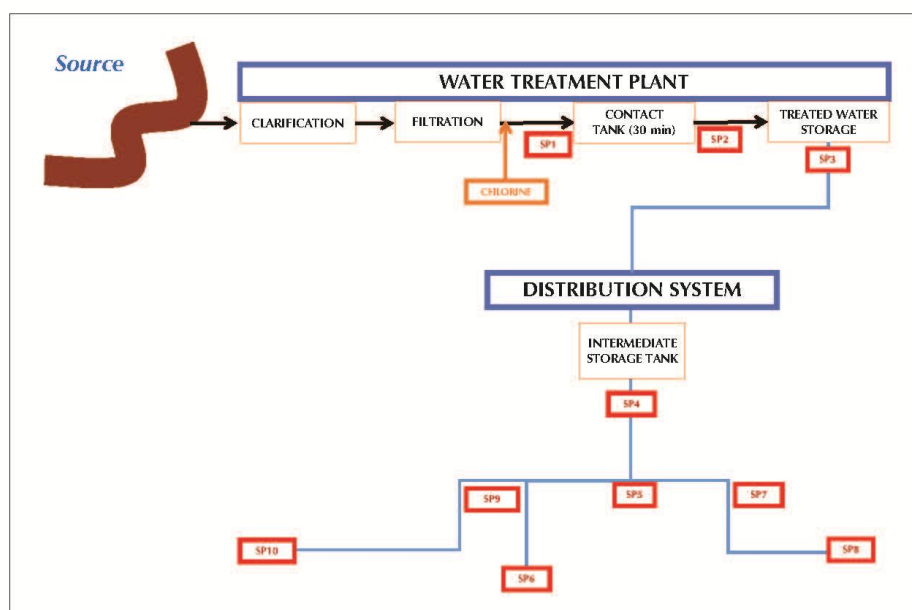 Source
WATER TREATMENT PLANT
CLARIFICATION
FILTRATION
CONTACT
TANK (30 min)
TREATED WATER
STORAGE
SP1
SP2
SP3
CHLORINE
DISTRIBUTION SYSTEM
INTERMEDIATE
STORAGE TANK
SP4
SP9
SP5
SP7
SP10
SP8
SP6